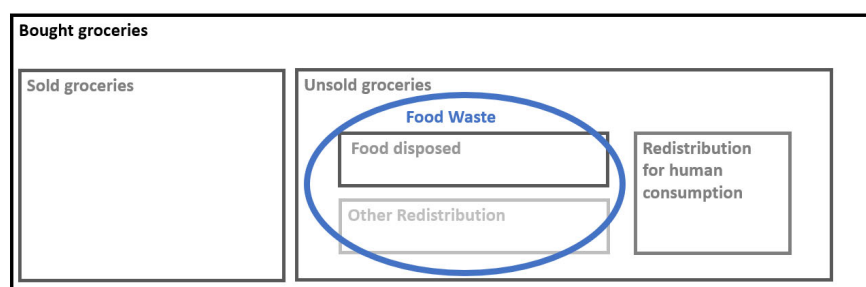 Bought groceries
Sold groceries
Unsold groceries
Food Waste
Food disposed
Other Redistribution
Redistribution
for human
consumption